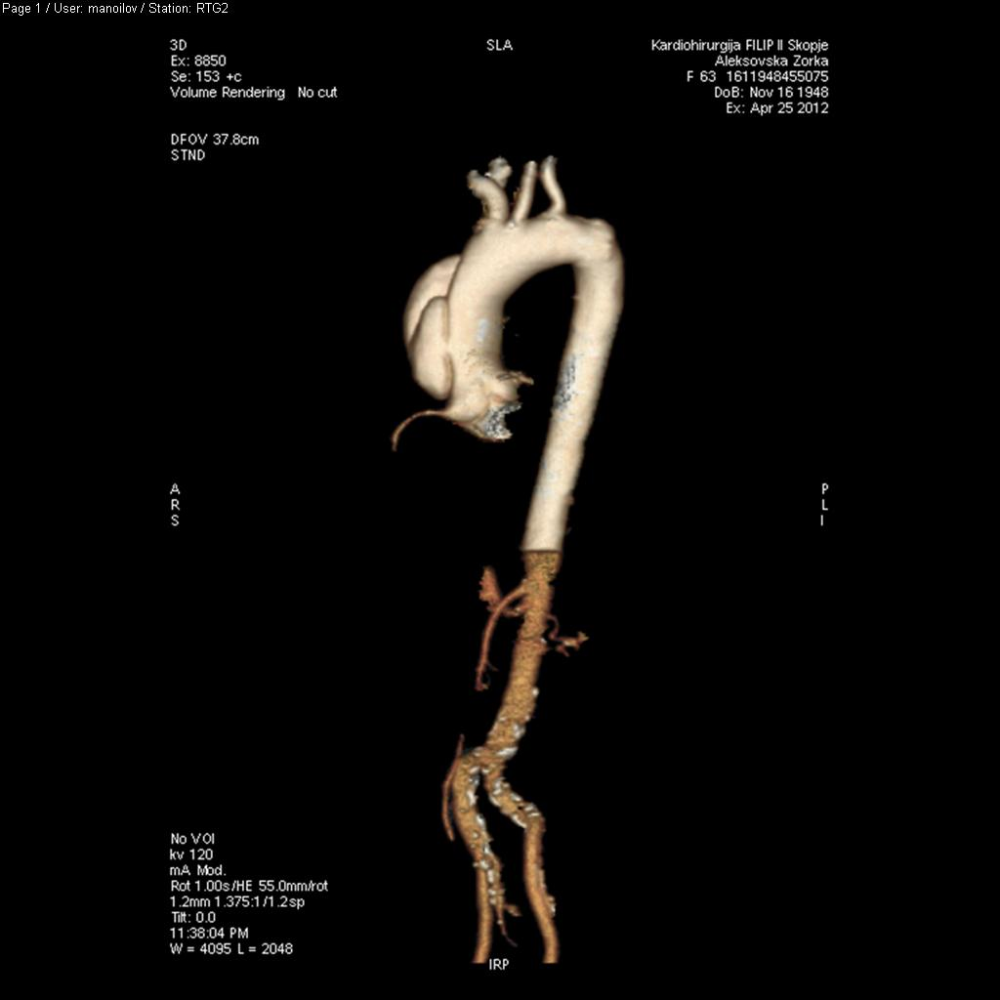 Page 1 / User: manoilov / Station: RTG2
3D
Ex: 8850
Se: 153 +c
Volume Rendering No cut
DFOV 37.8cm
STND
SLA
Kardiohirurgija FILIP II Skopje
Aleksovska Zorka
F 63 1611948455075
DoB: Nov 16 1948
Ex: Apr 25 2012
A
R
S
P
L
I
No VOI
kv 120
mA Mod.
Rot 1.00s/HE 55.0mm/rot
1.2mm 1.375:1/1.2sp
Tilt: 0.0
11:38:04 PM
W = 4095 L = 2048
IRP